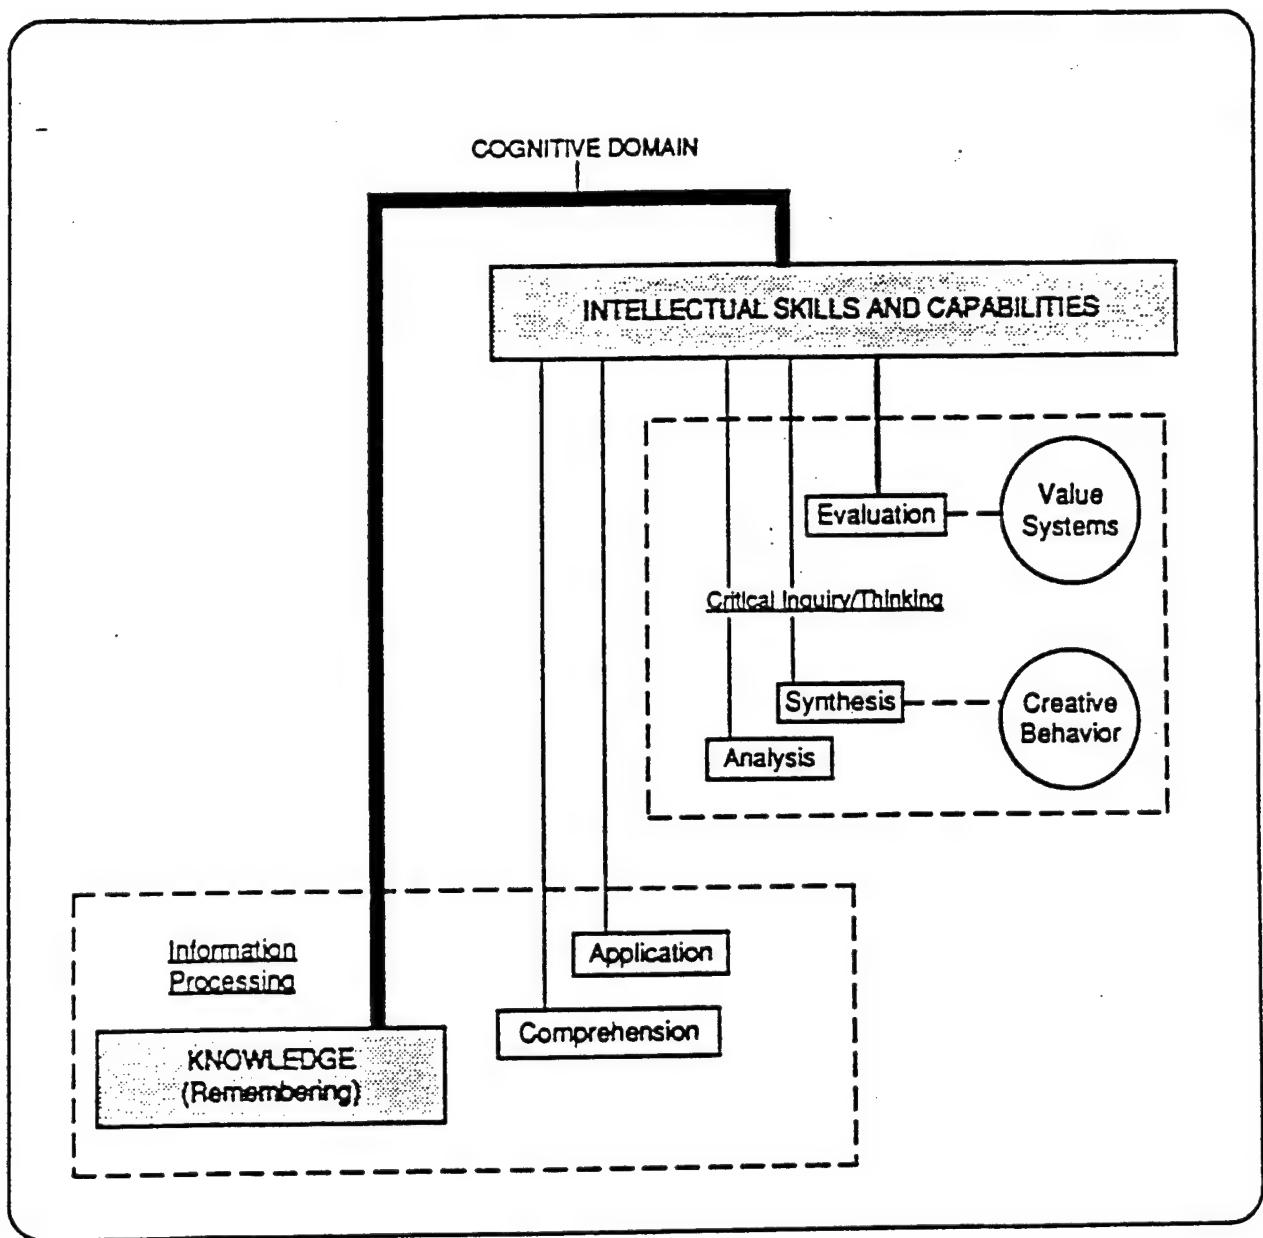 COGNITIVE DOMAIN
INTELLECTUAL SKILLS AND CAPABILITIES
Value
Systems
Evaluation
Critical Inquiry/Thinking
Synthesis
Creative
Behavior
Analysis
Information
Processing
Application
Comprehension
KNOWLEDGE
(Remembering)